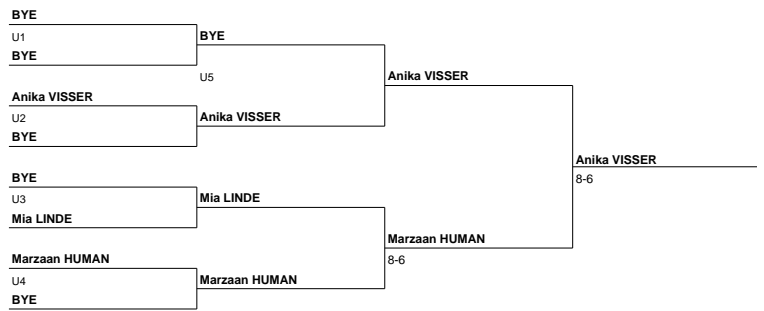 BYE
U1
BYE
BYE
U5
Anika VISSER
Anika VISSER
U2
Anika VISSER
BYE
Anika VISSER
8-6
BYE
U3
Mia LINDE
Mia LINDE
Marzaan HUMAN
8-6
Marzaan HUMAN
U4
Marzaan HUMAN
BYE